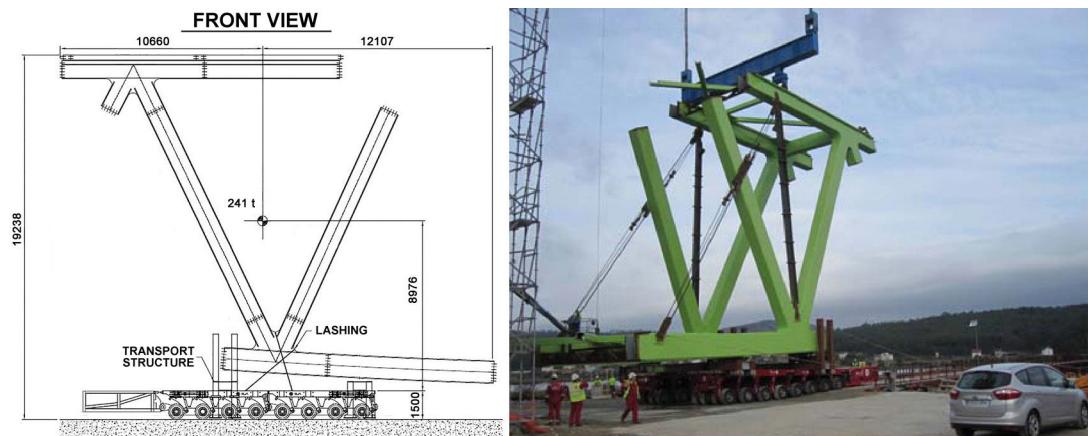 FRONT VIEW
10660
12107
19238
241 t
8976
LASHING
TRANSPORT
STRUCTURE
1500